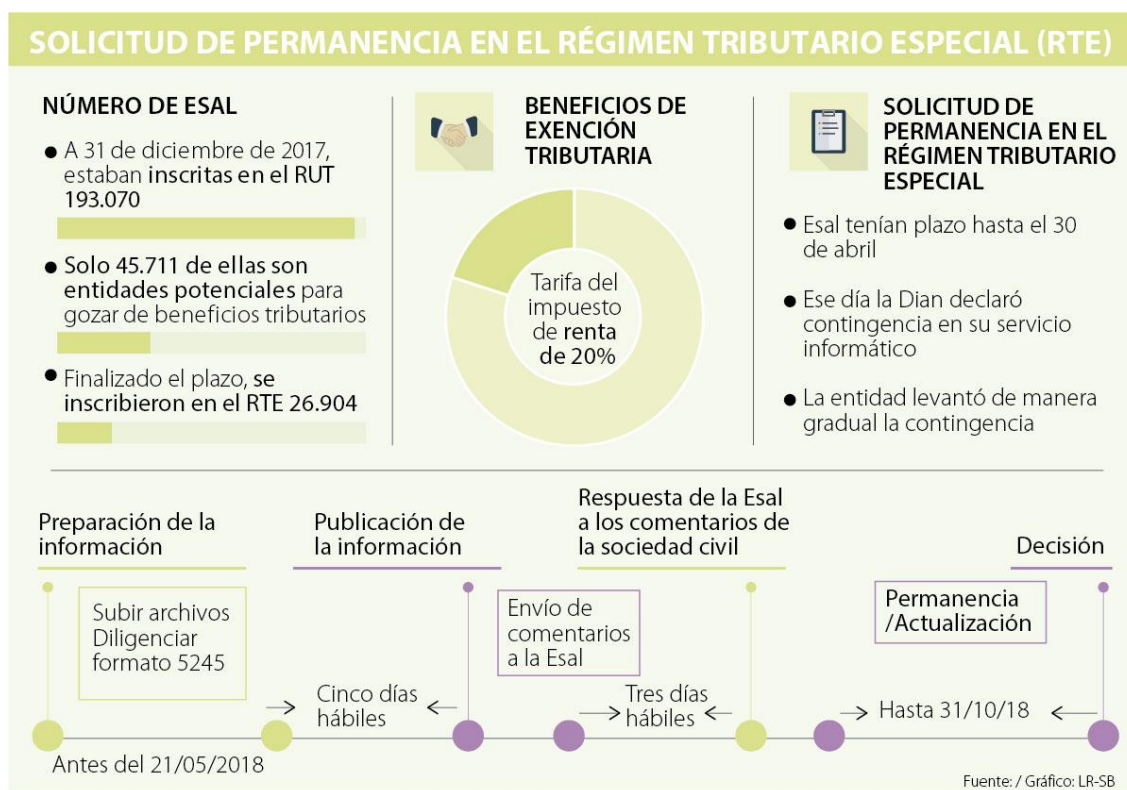 SOLICITUD DE PERMANENCIA EN EL RÉGIMEN TRIBUTARIO ESPECIAL (RTE)
NÚMERO DE ESAL
● A 31 de diciembre de 2017,
estaban inscritas en el RUT
193.070
● Solo 45.711 de ellas son
entidades potenciales para
gozar de beneficios tributarios
● Finalizado el plazo, se
inscribieron en el RTE 26.904
BENEFICIOS DE
EXENCIÓN
TRIBUTARIA
Tarifa del
impuesto
de renta
de 20%
SOLICITUD DE
PERMANENCIA EN EL
RÉGIMEN TRIBUTARIO
ESPECIAL
● Esal tenían plazo hasta el 30
de abril
● Ese día la Dian declaró
contingencia en su servicio
informático
● La entidad levantó de manera
gradual la contingencia
Preparación de la
información
Subir archivos
Diligenciar
formato 5245
Antes del 21/05/2018
Publicación de
la información
Cinco días
hábiles
Envío de
comentarios
a la Esal
Respuesta de la Esal
a los comentarios de
la sociedad civil
Tres días
hábiles
Decisión
Permanencia
/Actualización
Hasta 31/10/18
Fuente: / Gráfico: LR-SB